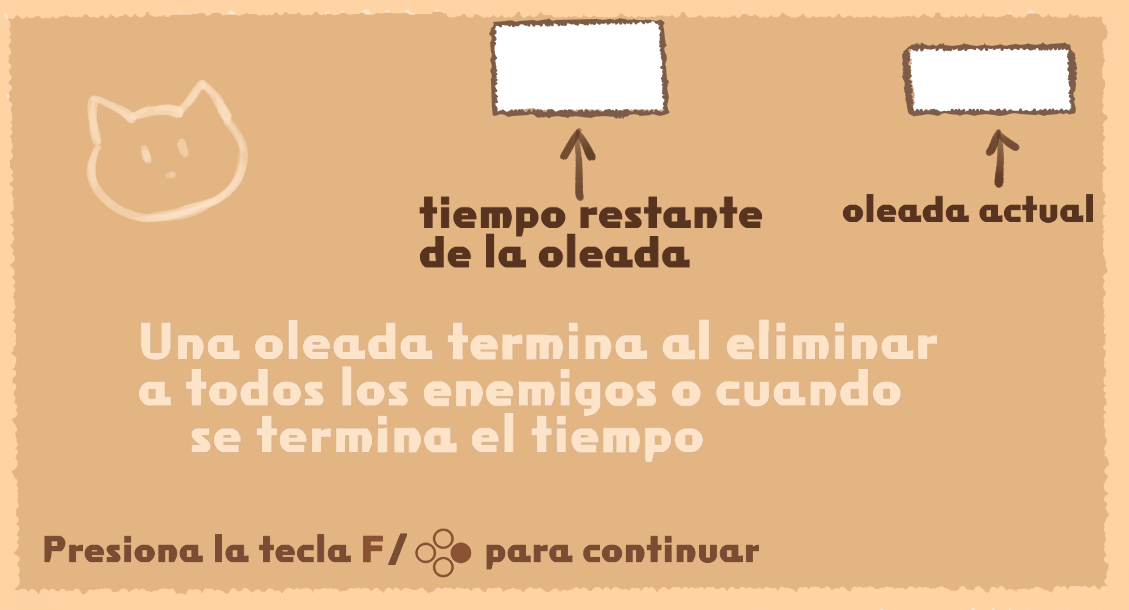 tiempo restante
de la oleada
oleada actual
Una oleada termina al eliminar
a todos los enemigos o cuando
se termina el tiempo
Presiona la tecla F/ para continuar